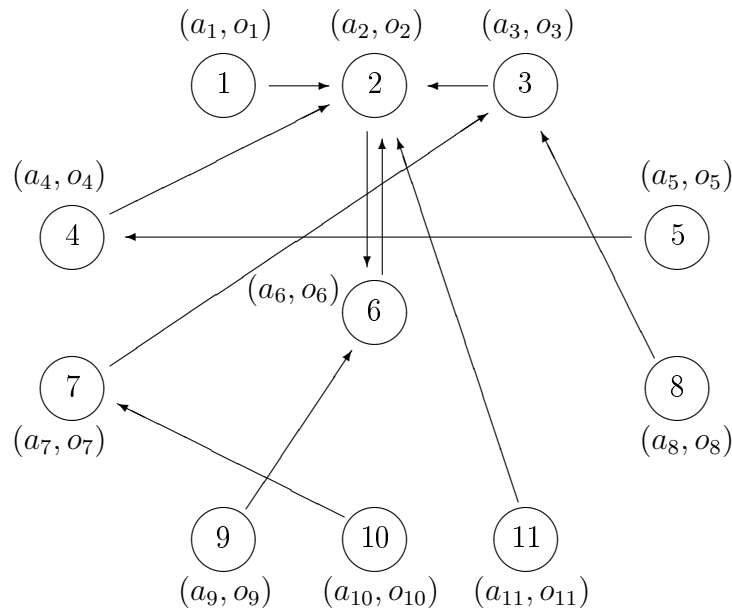 (a₁, o₁) (a₂, o₂) (a₃, o₃)
1 2 3
(a₄, o₄) (a₅, o₅)
4 5
(a₆, o₆)
6
7 8
(a₇, o₇) (a₈, o₈)
9 10 11
(a₉, o₉) (a₁₀, o₁₀) (a₁₁, o₁₁)